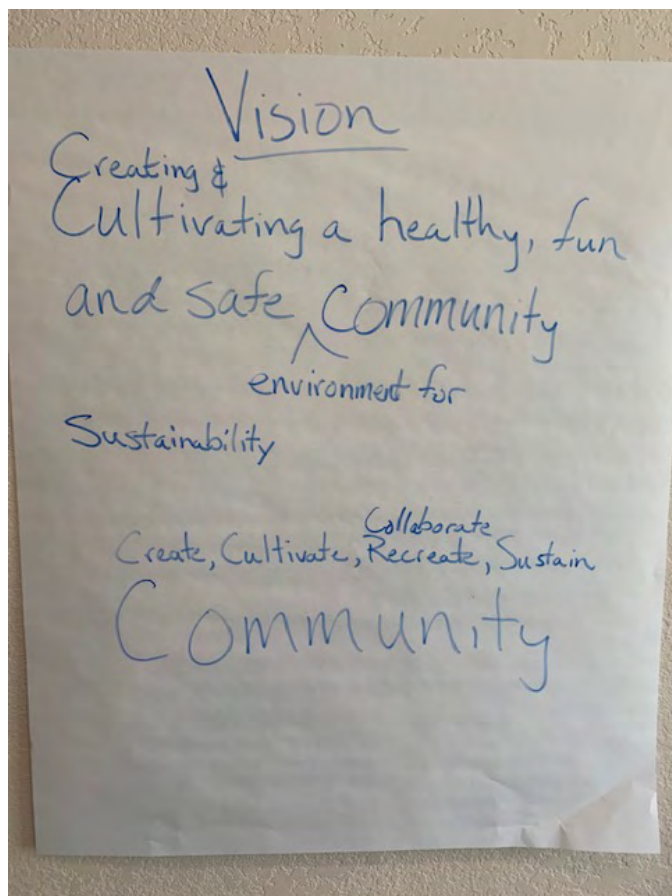 Vision
Creating &
Cultivating a healthy, fun
and safe Community
environment for
Sustainability
Collaborate
Create, Cultivate, Recreate, Sustain
Community